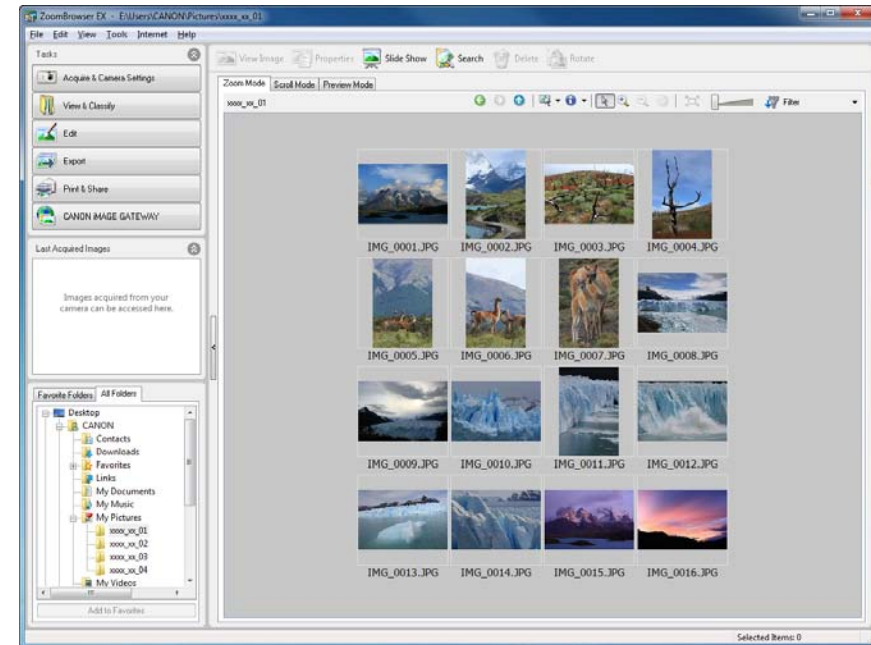 ZoomBrowser EX - E:\Users\CANON\Pictures\xxxx_xx_01
File Edit View Tools Internet Help
Tasks
Acquire & Camera Settings
View & Classify
Edit
Export
Print & Share
CANON iMAGE GATEWAY
Last Acquired Images
Images acquired from your
camera can be accessed here.
Favorite Folders All Folders
Desktop
CANON
Contacts
Downloads
Favorites
Links
My Documents
My Music
My Pictures
xxxx_xx_01
xxxx_xx_02
xxxx_xx_03
xxxx_xx_04
My Videos
Add to Favorites
View Image Properties Slide Show Search Delete Rotate
Zoom Mode Scroll Mode Preview Mode
xxxx_xx_01 Filter
IMG_0001.JPG IMG_0002.JPG IMG_0003.JPG IMG_0004.JPG
IMG_0005.JPG IMG_0006.JPG IMG_0007.JPG IMG_0008.JPG
IMG_0009.JPG IMG_0010.JPG IMG_0011.JPG IMG_0012.JPG
IMG_0013.JPG IMG_0014.JPG IMG_0015.JPG IMG_0016.JPG
Selected Items: 0